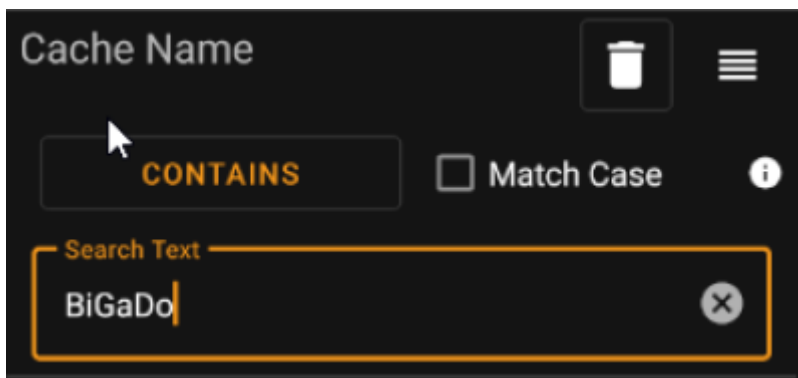 Cache Name
CONTAINS
Match Case
Search Text
BiGaDo